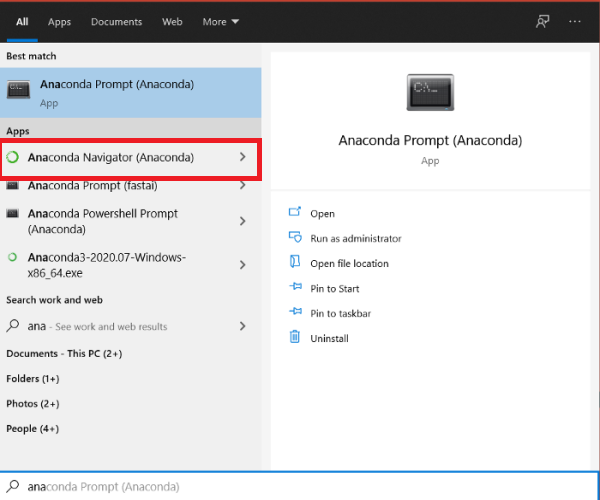 All Apps Documents Web More
Best match
Anaconda Prompt (Anaconda)
App
Apps
Anaconda Navigator (Anaconda)
Anaconda Prompt (fastai)
Anaconda Powershell Prompt
(Anaconda)
Anaconda3-2020.07-Windows-
x86_64.exe
Search work and web
ana - See work and web results
Documents - This PC (2+)
Folders (1+)
Photos (2+)
People (4+)
Anaconda Prompt (Anaconda)
App
Open
Run as administrator
Open file location
Pin to Start
Pin to taskbar
Uninstall
anaconda Prompt (Anaconda)